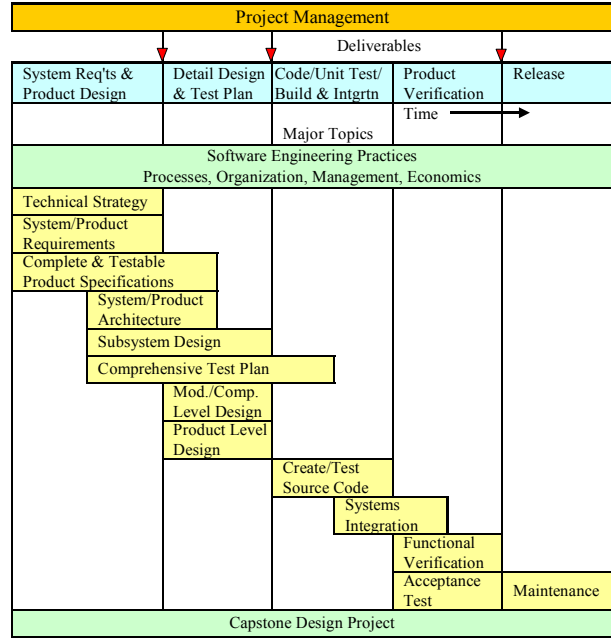 Project Management
Deliverables
System Req'ts &
Product Design
Detail Design
& Test Plan
Code/Unit Test/
Build & Intgrtn
Product
Verification
Release
Time
Major Topics
Software Engineering Practices
Processes, Organization, Management, Economics
Technical Strategy
System/Product
Requirements
Complete & Testable
Product Specifications
System/Product
Architecture
Subsystem Design
Comprehensive Test Plan
Mod./Comp.
Level Design
Product Level
Design
Create/Test
Source Code
Systems
Integration
Functional
Verification
Acceptance
Test
Maintenance
Capstone Design Project